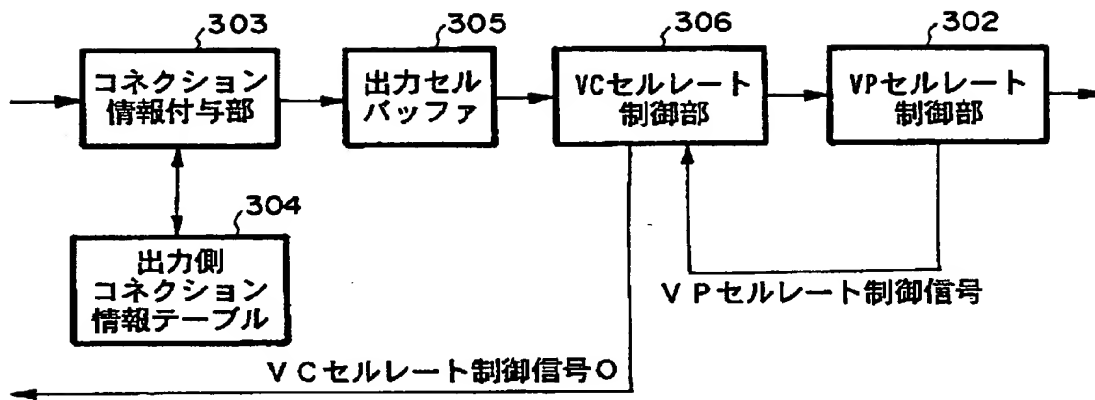 303
コネクション
情報付与部
305
出力セル
バッファ
306
VCセルレート
制御部
302
VPセルレート
制御部
304
出力側
コネクション
情報テーブル
VPセルレート制御信号
VCセルレート制御信号O